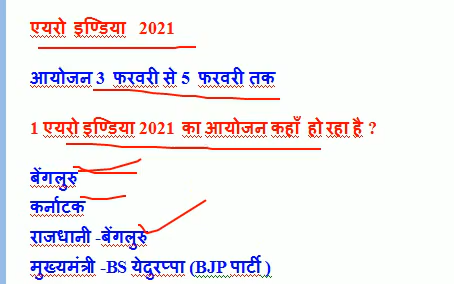 एयरो इण्डिया 2021
आयोजन 3 फरवरी से 5 फरवरी तक
1 एयरो इण्डिया 2021 का आयोजन कहाँ हो रहा है ?
बेंगलुरु
कर्नाटक
राजधानी -बेंगलुरु
मुख्यमंत्री -BS येदुरप्पा (BJP पार्टी )